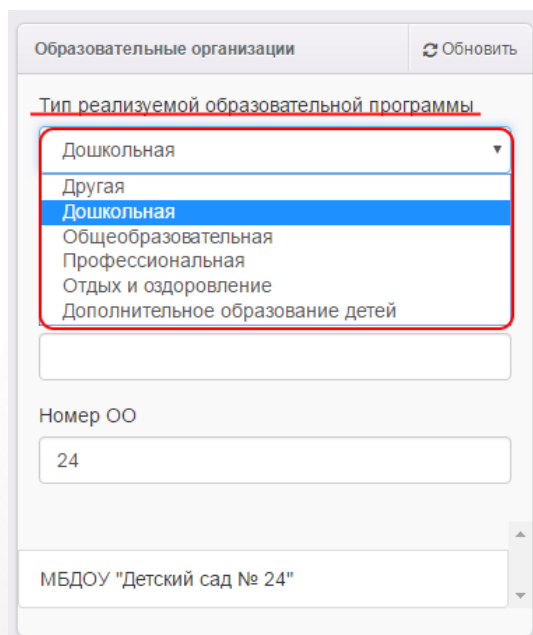 Образовательные организации
Обновить
Тип реализуемой образовательной программы
Дошкольная
Другая
Дошкольная
Общеобразовательная
Профессиональная
Отдых и оздоровление
Дополнительное образование детей
Номер ОО
24
МБДОУ "Детский сад № 24"